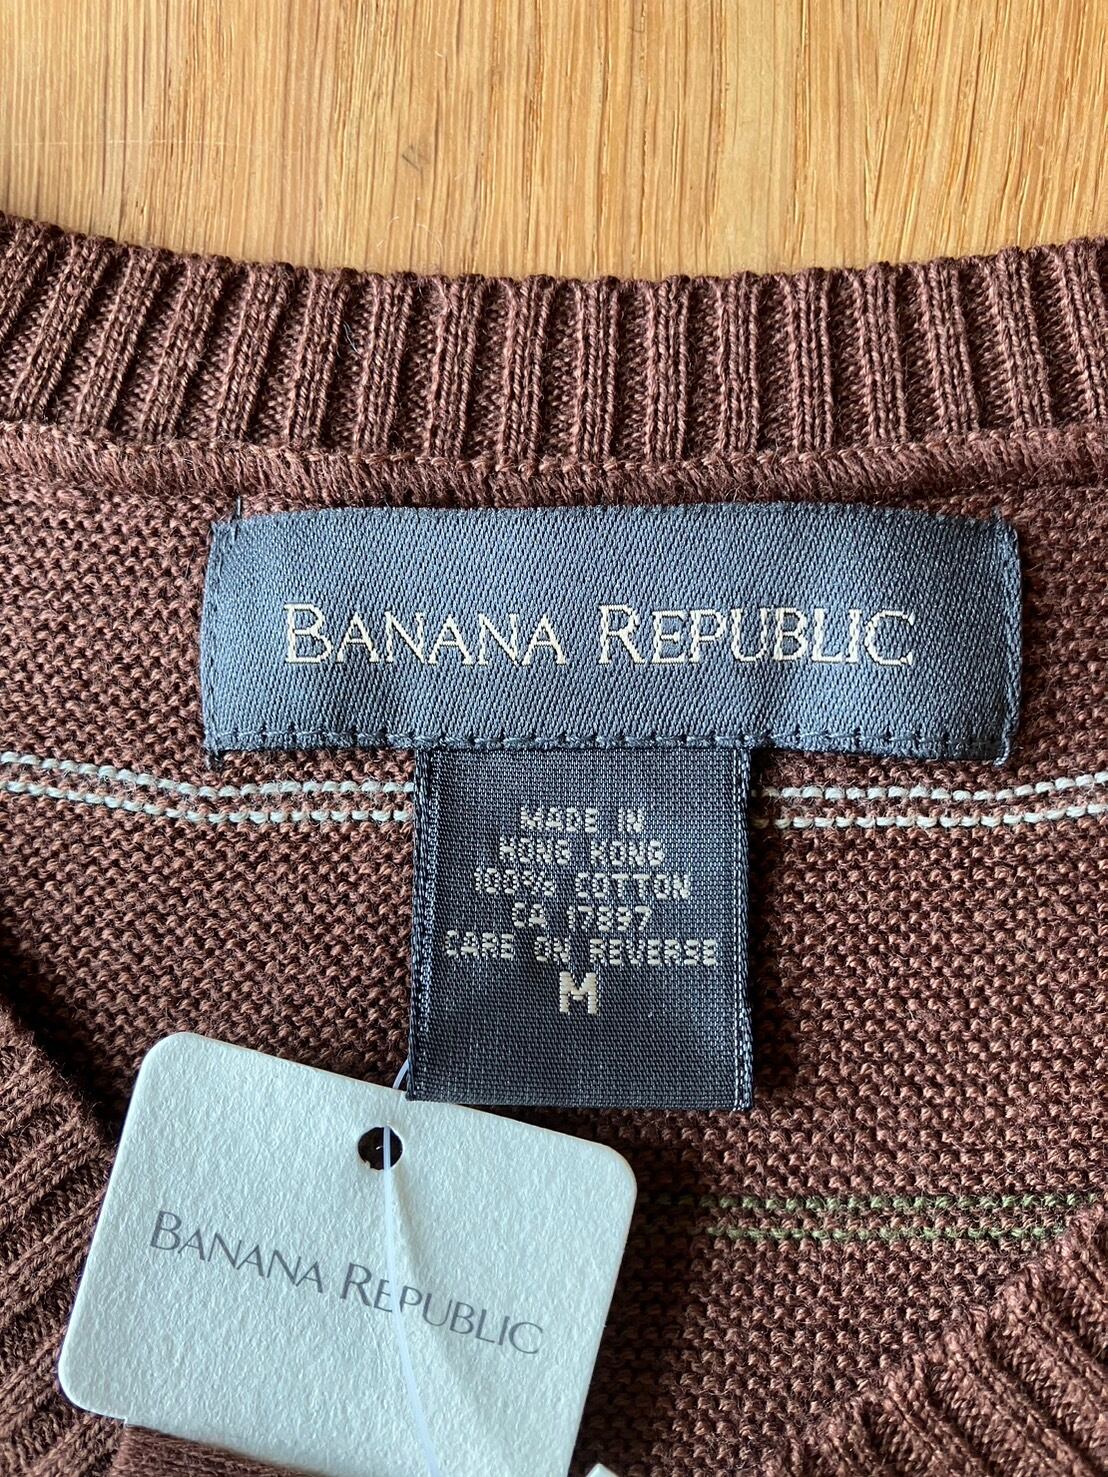 BANANA REPUBLIC
MADE IN
HONG KONG
100% COTTON
CA 17897
CARE ON REVERSE
M
BANANA REPUBLIC